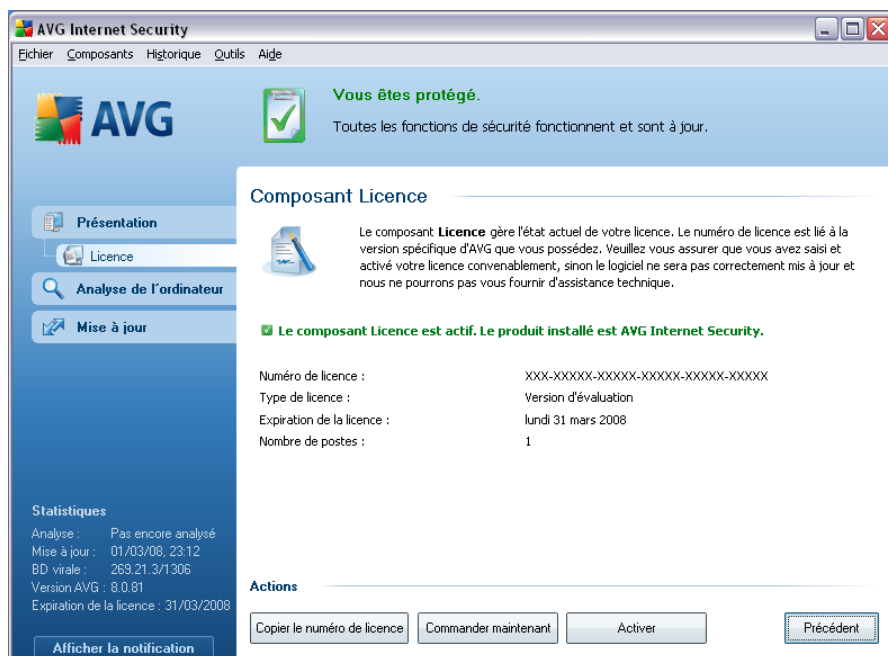 AVG Internet Security
Fichier Composants Historique Outils Aide
AVG
Vous êtes protégé.
Toutes les fonctions de sécurité fonctionnent et sont à jour.
Présentation
Licence
Analyse de l'ordinateur
Mise à jour
Composant Licence
Le composant Licence gère l'état actuel de votre licence. Le numéro de licence est lié à la
version spécifique d'AVG que vous possédez. Veuillez vous assurer que vous avez saisi et
activé votre licence convenablement, sinon le logiciel ne sera pas correctement mis à jour et
nous ne pourrons pas vous fournir d'assistance technique.
Le composant Licence est actif. Le produit installé est AVG Internet Security.
Numéro de licence : XXX-XXXXX-XXXXX-XXXXX-XXXXX-XXXXX
Type de licence : Version d'évaluation
Expiration de la licence : lundi 31 mars 2008
Nombre de postes : 1
Statistiques
Analyse : Pas encore analysé
Mise à jour : 01/03/08, 23:12
BD virale : 269.21.3/1306
Version AVG : 8.0.81
Expiration de la licence : 31/03/2008
Afficher la notification
Actions
Copier le numéro de licence Commander maintenant Activer Précédent